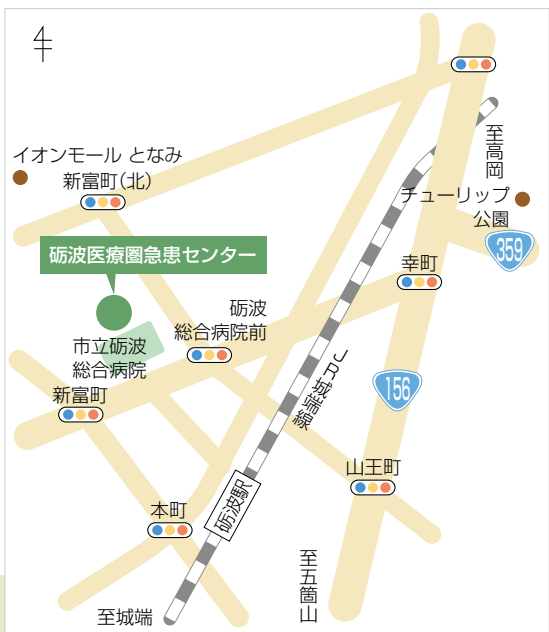 イオンモール となみ
新富町(北)
至高岡
チューリップ
公園
359
砺波医療圏急患センター
幸町
砺波
総合病院前
市立砺波
総合病院
新富町
JR城端線
156
山王町
砺波駅
本町
至五箇山
至城端